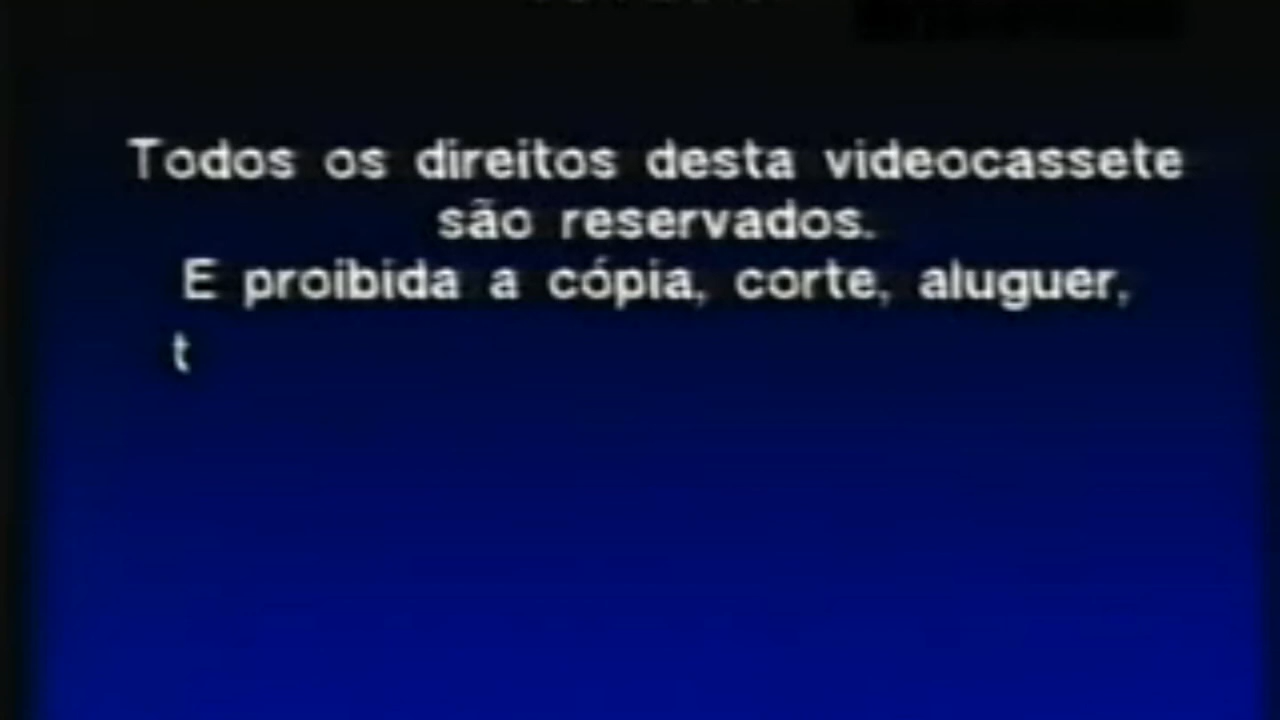 Todos os direitos desta videocassete
são reservados.
E proibida a cópia, corte, aluguer,
t